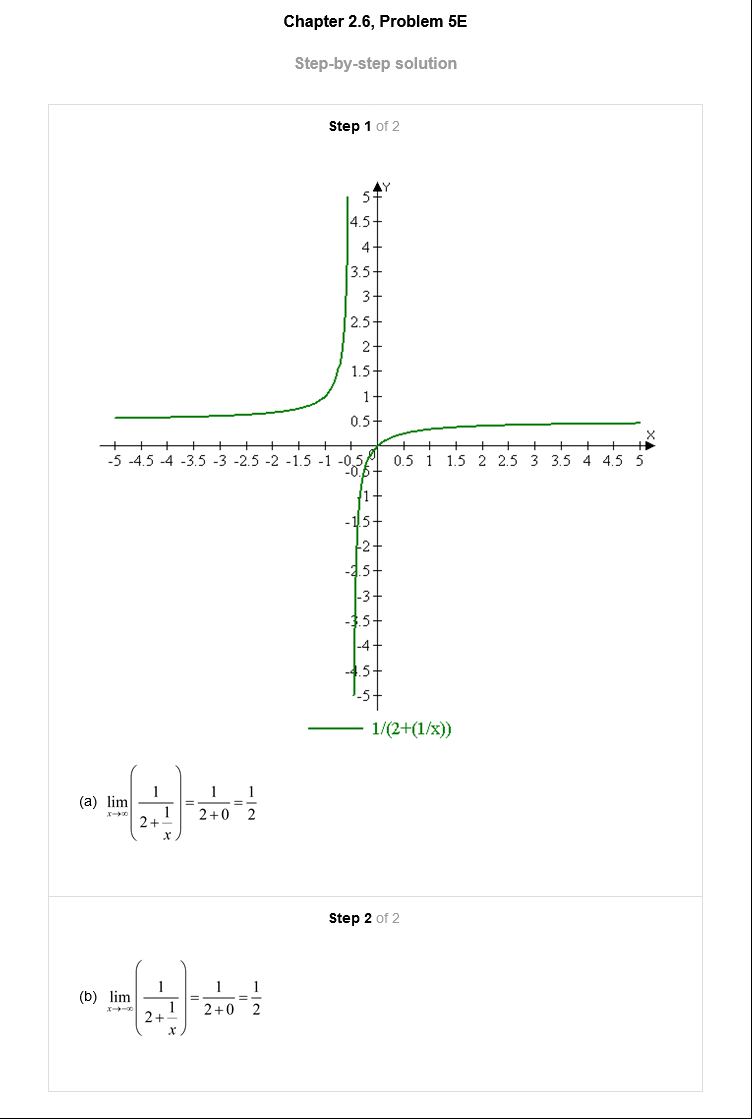 Chapter 2.6, Problem 5E
Step-by-step solution
Step 1 of 2
Y
5
4.5
4
3.5
3
2.5
2
1.5
1
0.5
X
-5 -4.5 -4 -3.5 -3 -2.5 -2 -1.5 -1 -0.5 0 0.5 1 1.5 2 2.5 3 3.5 4 4.5 5
-0.5
-1
-1.5
-2
-2.5
-3
-3.5
-4
-4.5
-5
1/(2+(1/x))
(a) lim x→∞ (1/(2+1/x)) = 1/(2+0) = 1/2
Step 2 of 2
(b) lim x→-∞ (1/(2+1/x)) = 1/(2+0) = 1/2